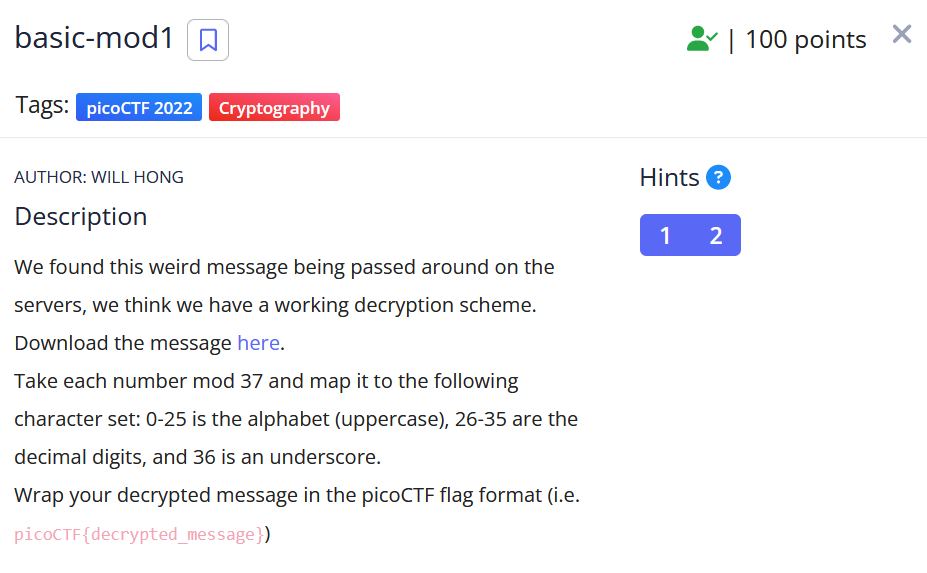 basic-mod1
| 100 points
Tags: picoCTF 2022 Cryptography
AUTHOR: WILL HONG
Hints ?
Description
1 2
We found this weird message being passed around on the
servers, we think we have a working decryption scheme.
Download the message here.
Take each number mod 37 and map it to the following
character set: 0-25 is the alphabet (uppercase), 26-35 are the
decimal digits, and 36 is an underscore.
Wrap your decrypted message in the picoCTF flag format (i.e.
picoCTF{decrypted_message})